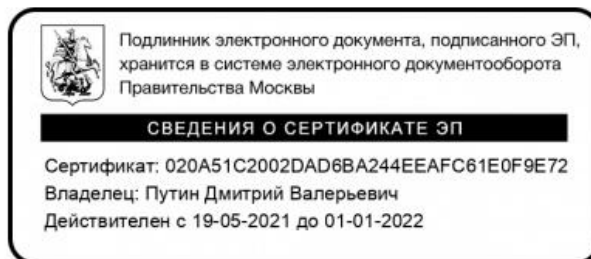 Подлинник электронного документа, подписанного ЭП,
хранится в системе электронного документооборота
Правительства Москвы
СВЕДЕНИЯ О СЕРТИФИКАТЕ ЭП
Сертификат: 020A51C2002DAD6BA244EEAFC61E0F9E72
Владелец: Путин Дмитрий Валерьевич
Действителен с 19-05-2021 до 01-01-2022